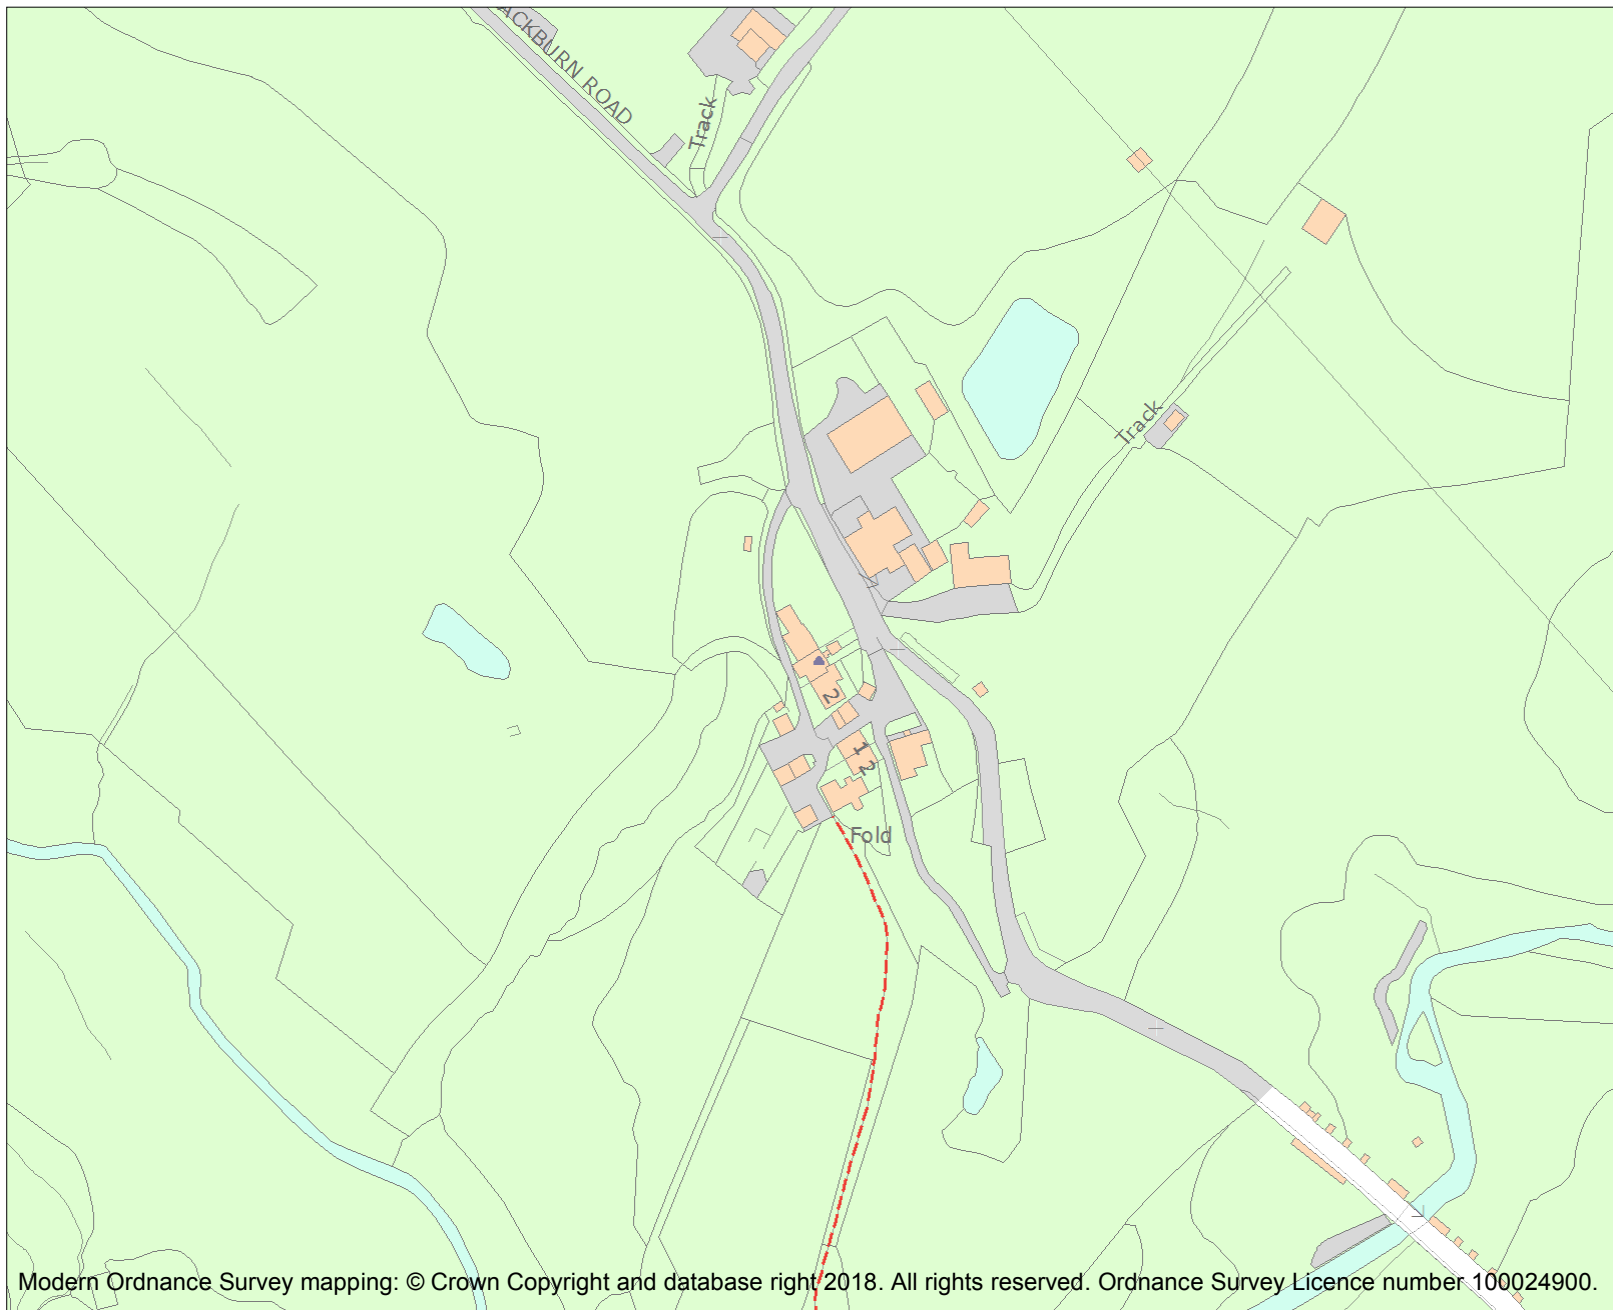 ACKBURN ROAD
Track
Track
2
1
2
Fold
Modern Ordnance Survey mapping: © Crown Copyright and database right 2018. All rights reserved. Ordnance Survey Licence number 100024900.